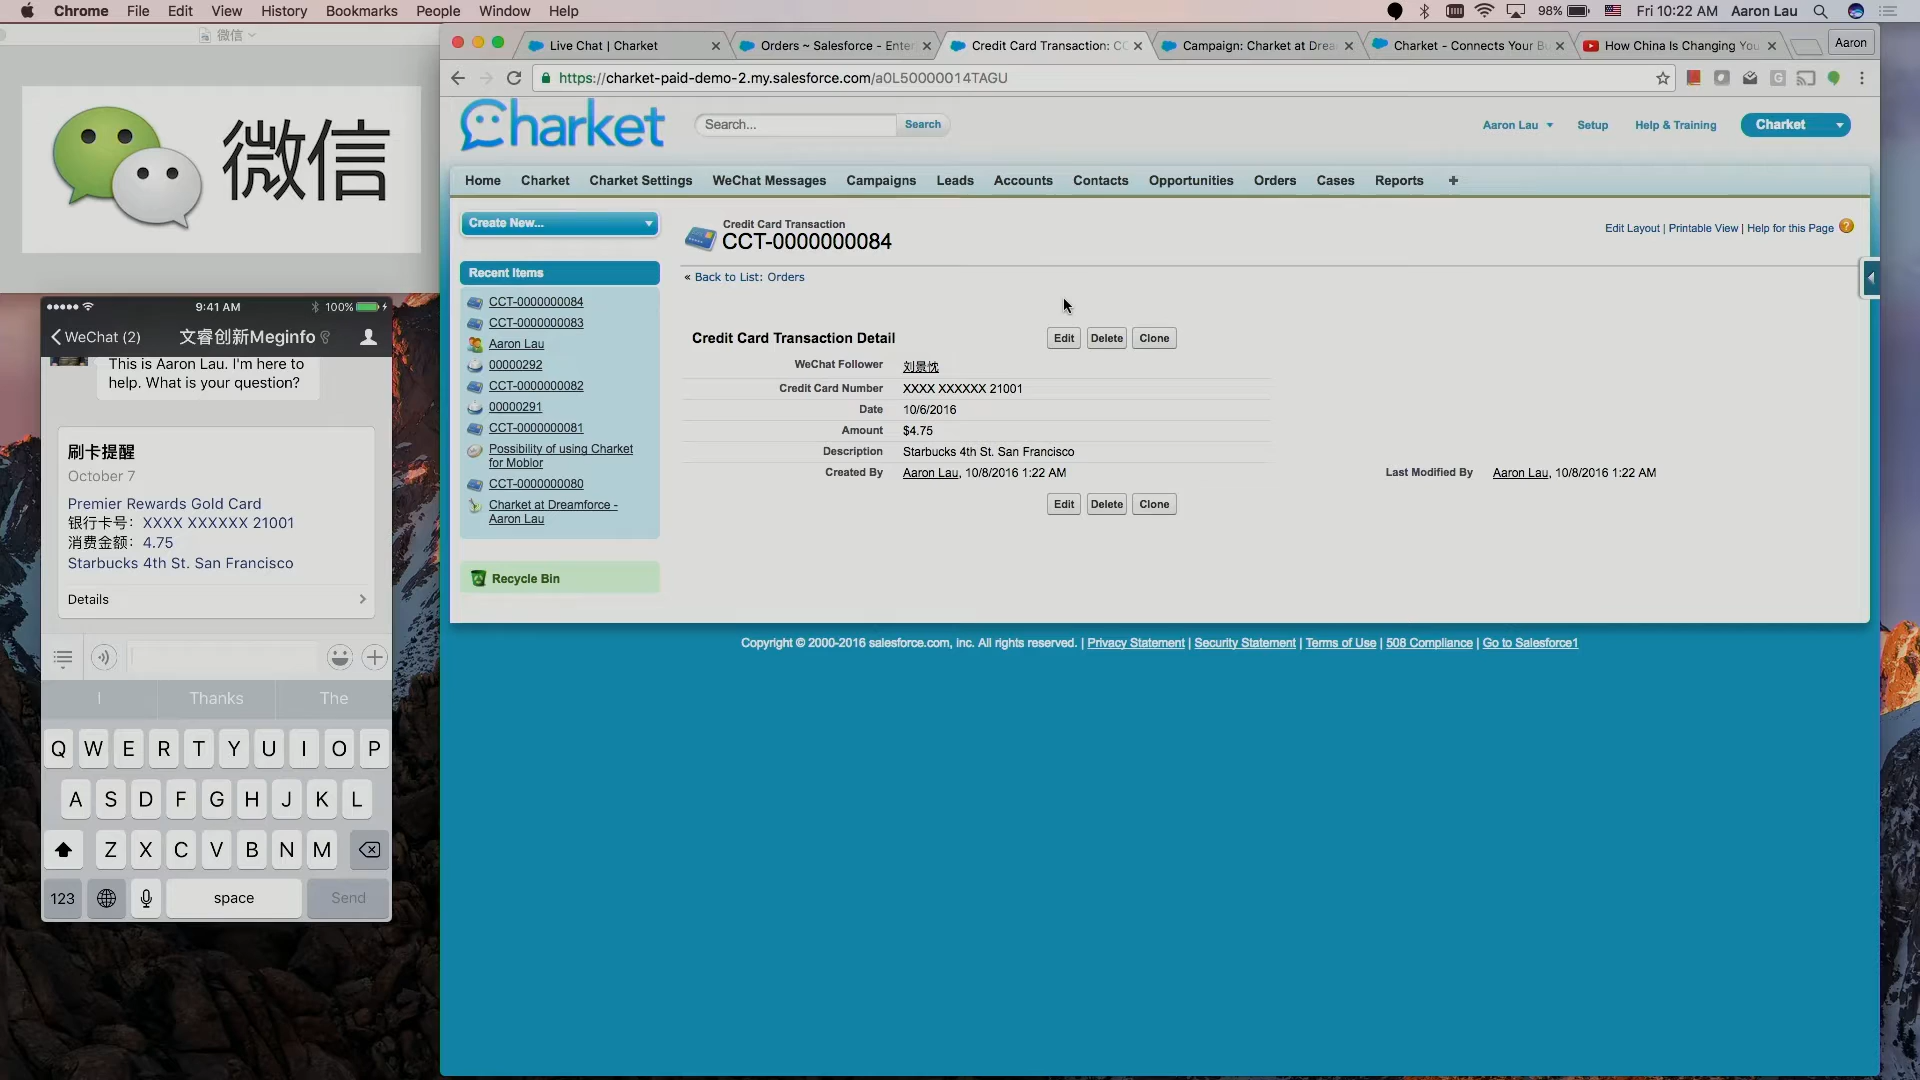 Chrome File Edit View History Bookmarks People Window Help
98% Fri 10:22 AM Aaron Lau
微信
微信
9:41 AM 100%
WeChat (2) 文睿创新Meginfo
This is Aaron Lau. I'm here to
help. What is your question?
刷卡提醒
October 7
Premier Rewards Gold Card
银行卡号: XXXX XXXXXX 21001
消费金额: 4.75
Starbucks 4th St. San Francisco
Details
I Thanks The
Q W E R T Y U I O P
A S D F G H J K L
Z X C V B N M
123 space Send
Live Chat | Charket
Orders ~ Salesforce - Enter
Credit Card Transaction: CC
Campaign: Charket at Drea
Charket - Connects Your B
How China Is Changing You
Aaron
https://charket-paid-demo-2.my.salesforce.com/a0L50000014TAGU
Charket
Search... Search
Aaron Lau Setup Help & Training Charket
Home Charket Charket Settings WeChat Messages Campaigns Leads Accounts Contacts Opportunities Orders Cases Reports +
Create New...
Recent Items
CCT-0000000084
CCT-0000000083
Aaron Lau
00000292
CCT-0000000082
00000291
CCT-0000000081
Possibility of using Charket
for Moblor
CCT-0000000080
Charket at Dreamforce -
Aaron Lau
Recycle Bin
Credit Card Transaction
CCT-0000000084
Edit Layout | Printable View | Help for this Page ?
« Back to List: Orders
Credit Card Transaction Detail Edit Delete Clone
WeChat Follower 刘景忱
Credit Card Number XXXX XXXXXX 21001
Date 10/6/2016
Amount $4.75
Description Starbucks 4th St. San Francisco
Created By Aaron Lau, 10/8/2016 1:22 AM Last Modified By Aaron Lau, 10/8/2016 1:22 AM
Edit Delete Clone
Copyright © 2000-2016 salesforce.com, inc. All rights reserved. | Privacy Statement | Security Statement | Terms of Use | 508 Compliance | Go to Salesforce1